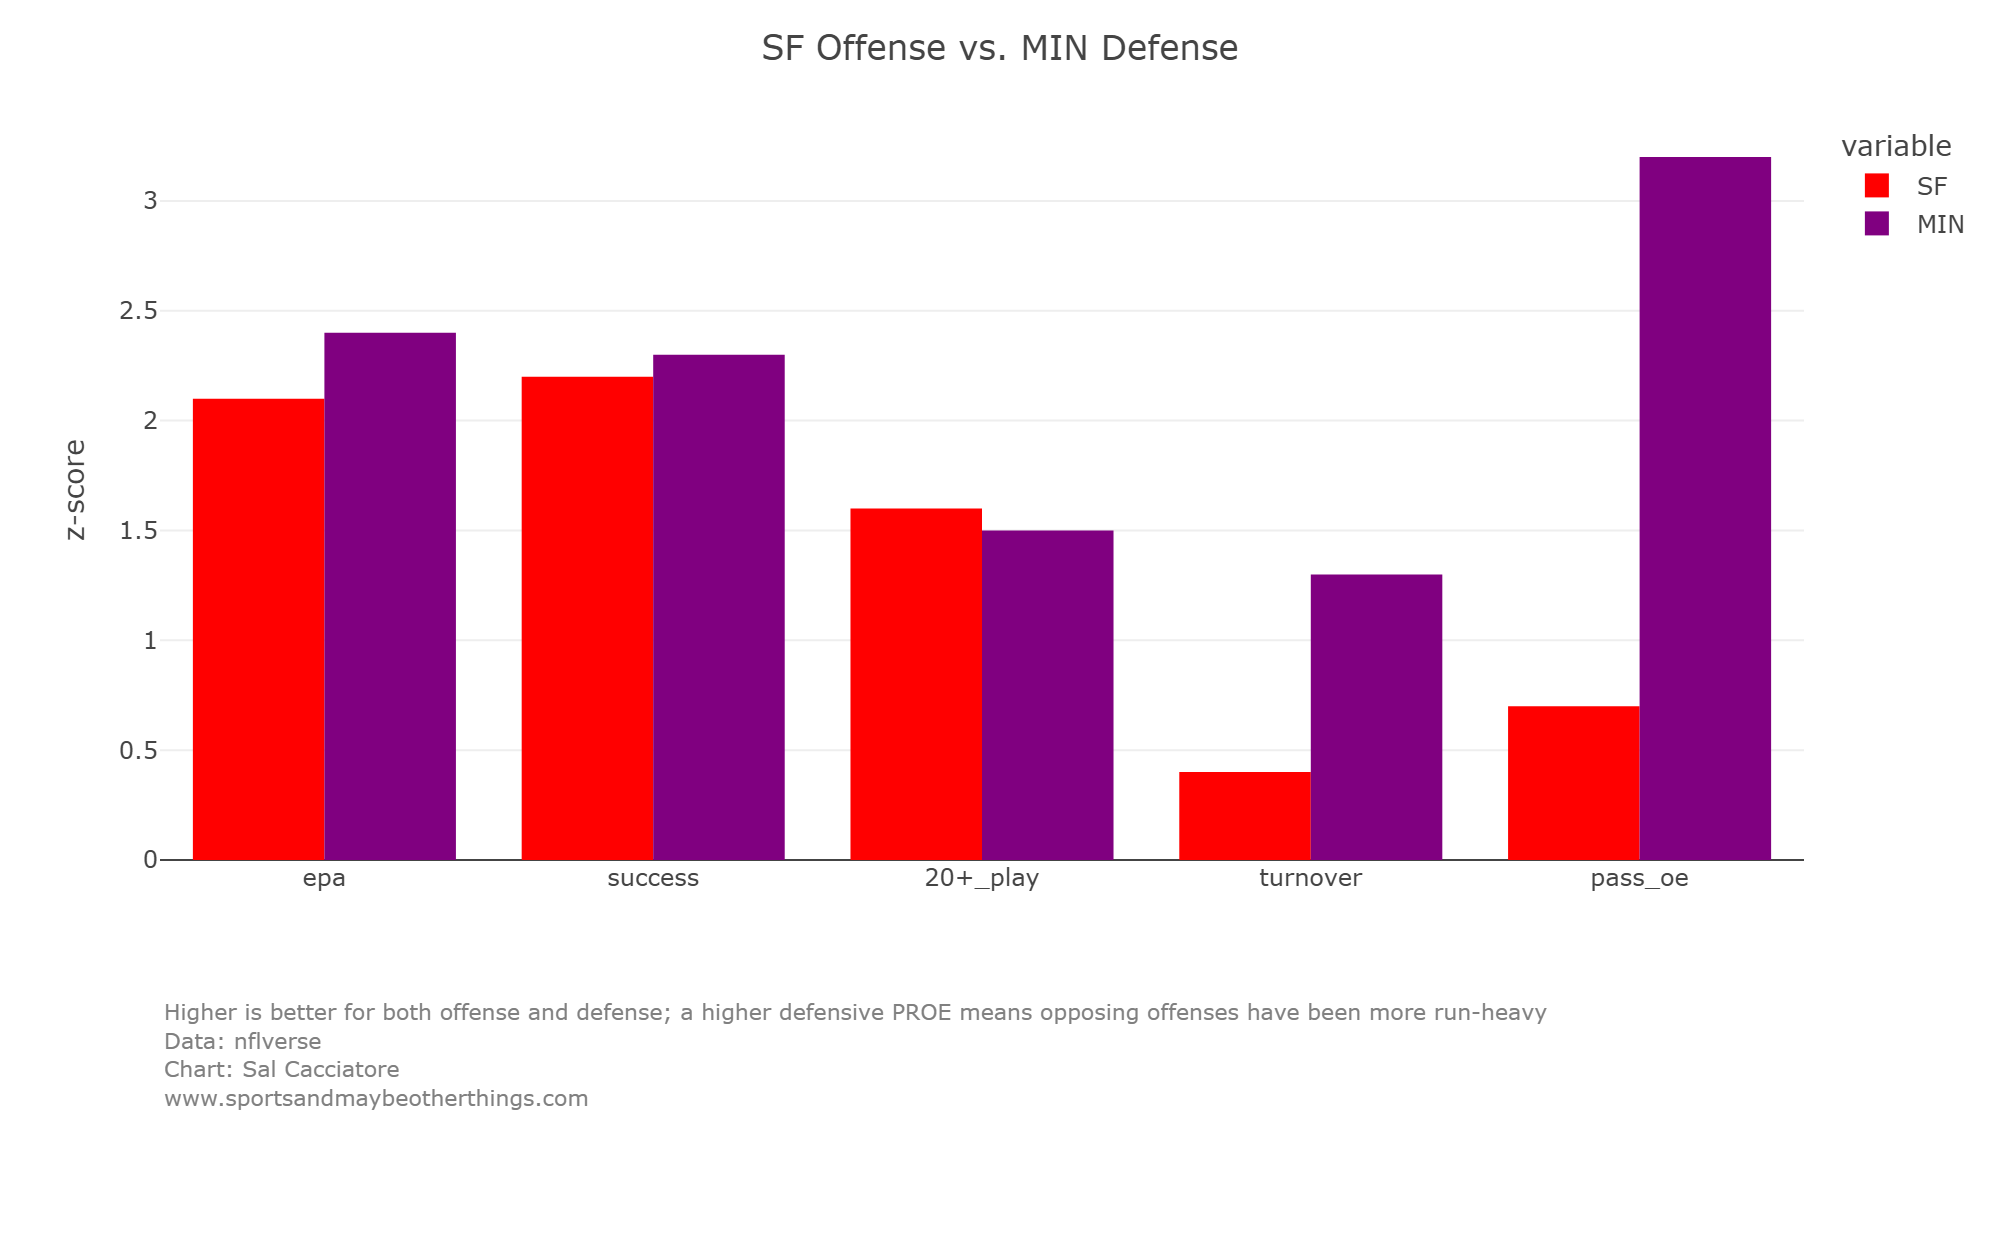 SF Offense vs. MIN Defense
variable
SF
MIN
z-score
3
2.5
2
1.5
1
0.5
0
epa
success
20+_play
turnover
pass_oe
Higher is better for both offense and defense; a higher defensive PROE means opposing offenses have been more run-heavy
Data: nflverse
Chart: Sal Cacciatore
www.sportsandmaybeotherthings.com